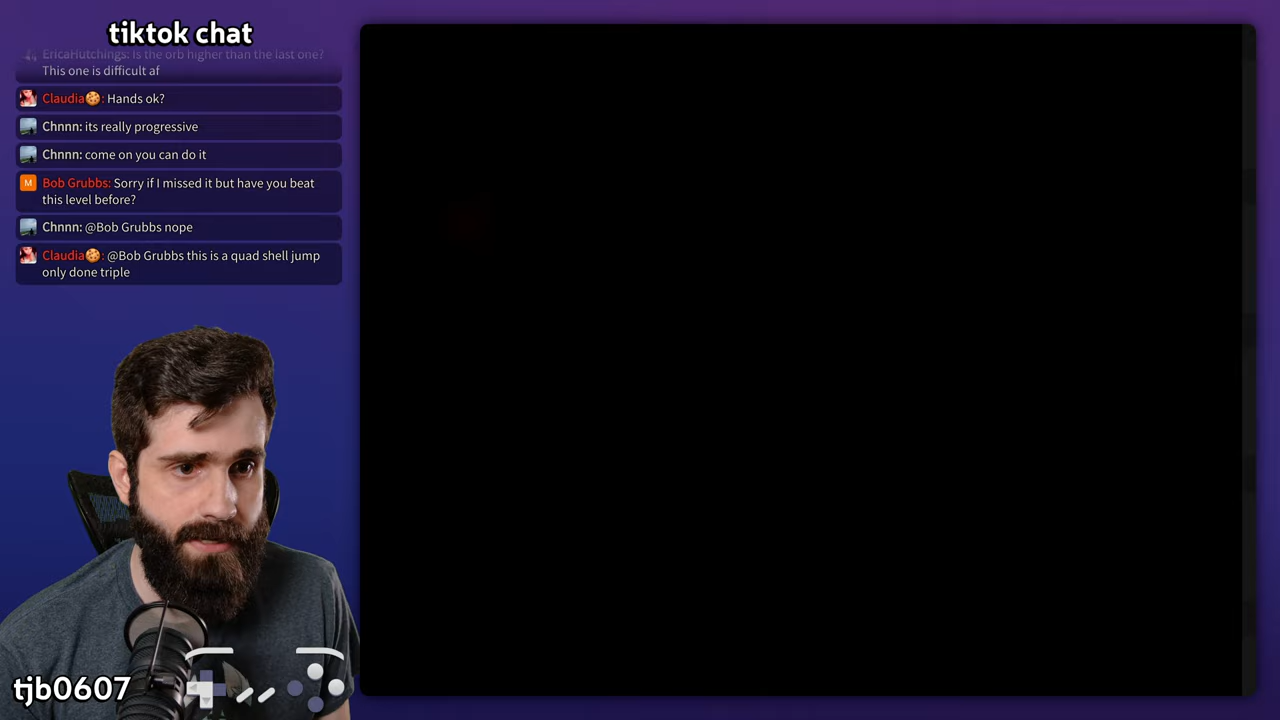 tiktok chat
EricaHutchings: Is the orb higher than the last one?
This one is difficult af
Claudia🍪: Hands ok?
Chnnn: its really progressive
Chnnn: come on you can do it
M
Bob Grubbs: Sorry if I missed it but have you beat
this level before?
Chnnn: @Bob Grubbs nope
Claudia🍪: @Bob Grubbs this is a quad shell jump
only done triple
tjb0607